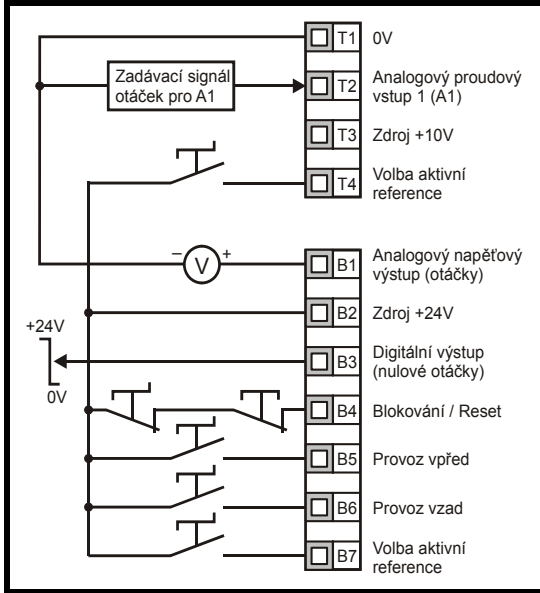 T1 0V
Zadávací signál
otáček pro A1
T2 Analogový proudový
vstup 1 (A1)
T3 Zdroj +10V
T4 Volba aktivní
reference
– V +
B1 Analogový napěťový
výstup (otáčky)
B2 Zdroj +24V
+24V
0V
B3 Digitální výstup
(nulové otáčky)
B4 Blokování / Reset
B5 Provoz vpřed
B6 Provoz vzad
B7 Volba aktivní
reference